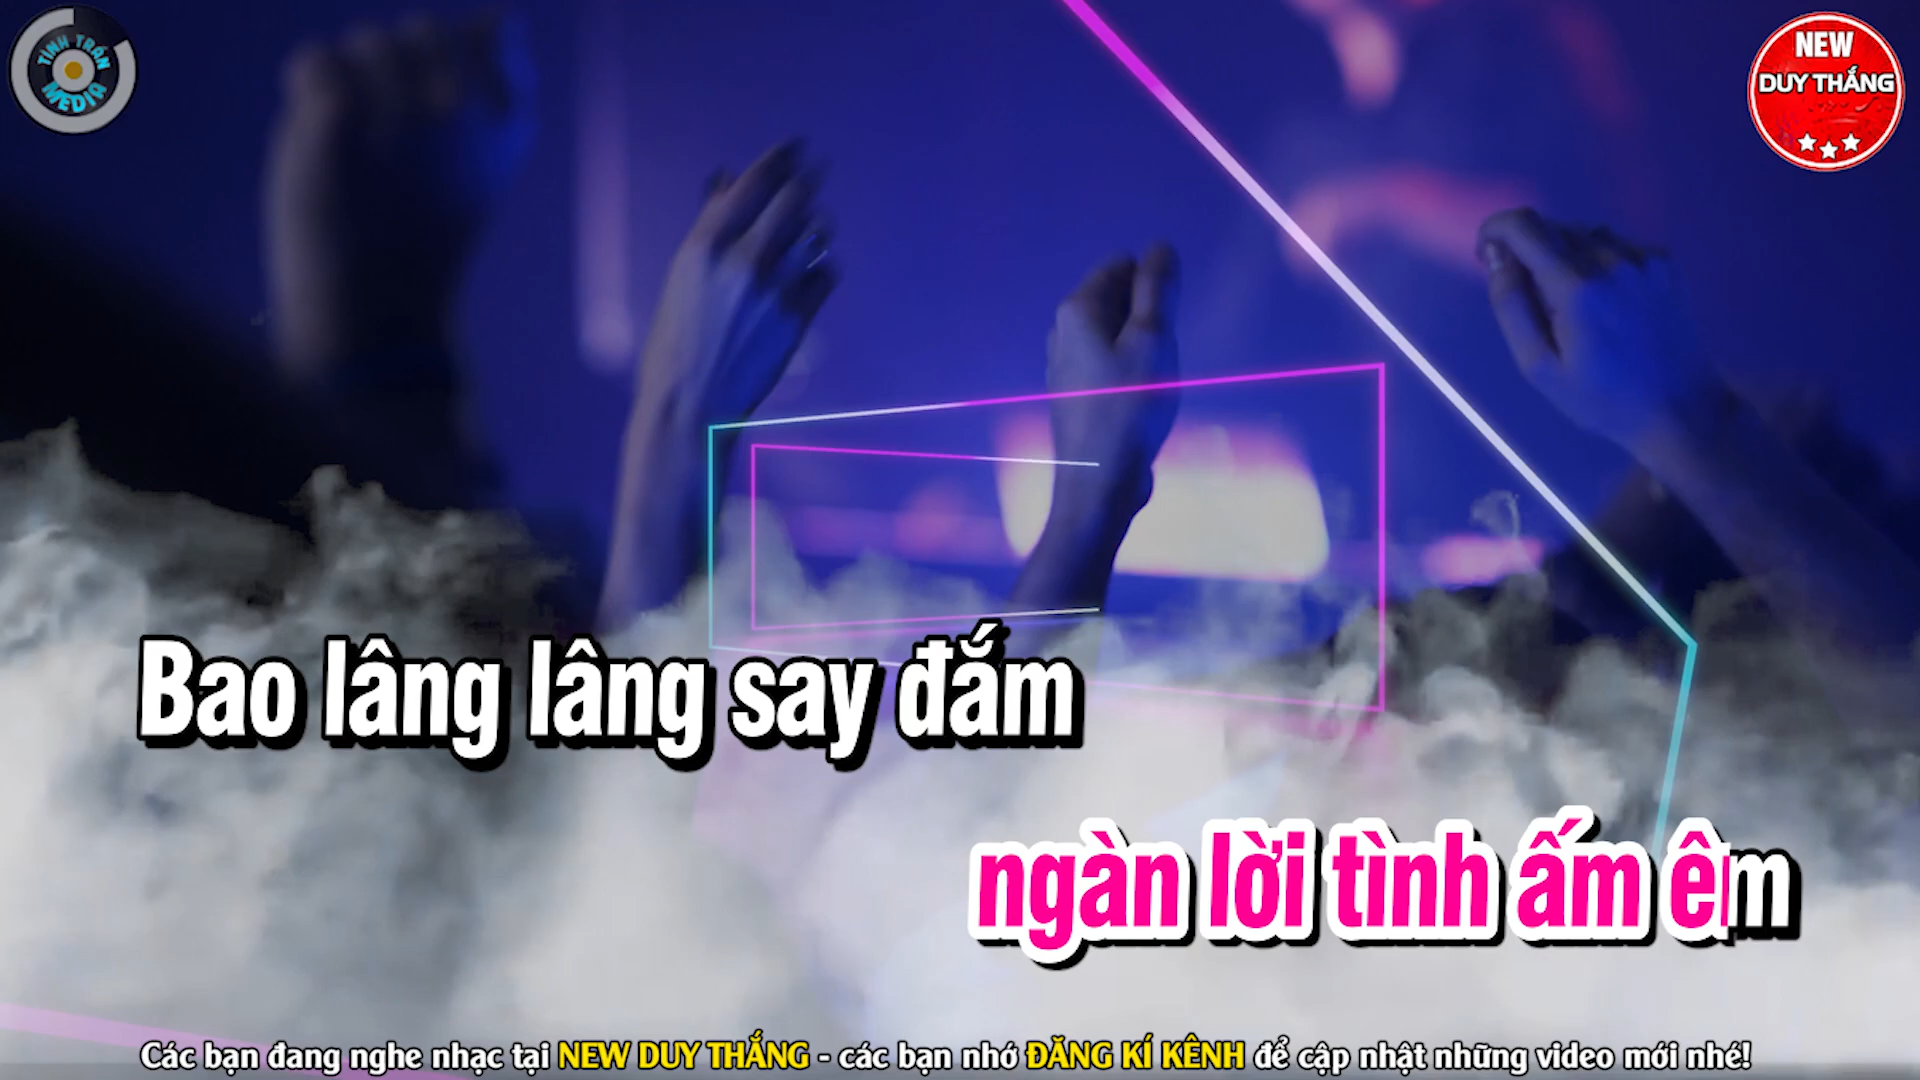 TÌNH TRẦN
MEDIA
NEW
DUY THẮNG
Bao lâng lâng say đắm
ngàn lời tình ấm êm
Các bạn đang nghe nhạc tại NEW DUY THẮNG - các bạn nhớ ĐĂNG KÍ KÊNH để cập nhật những video mới nhé!